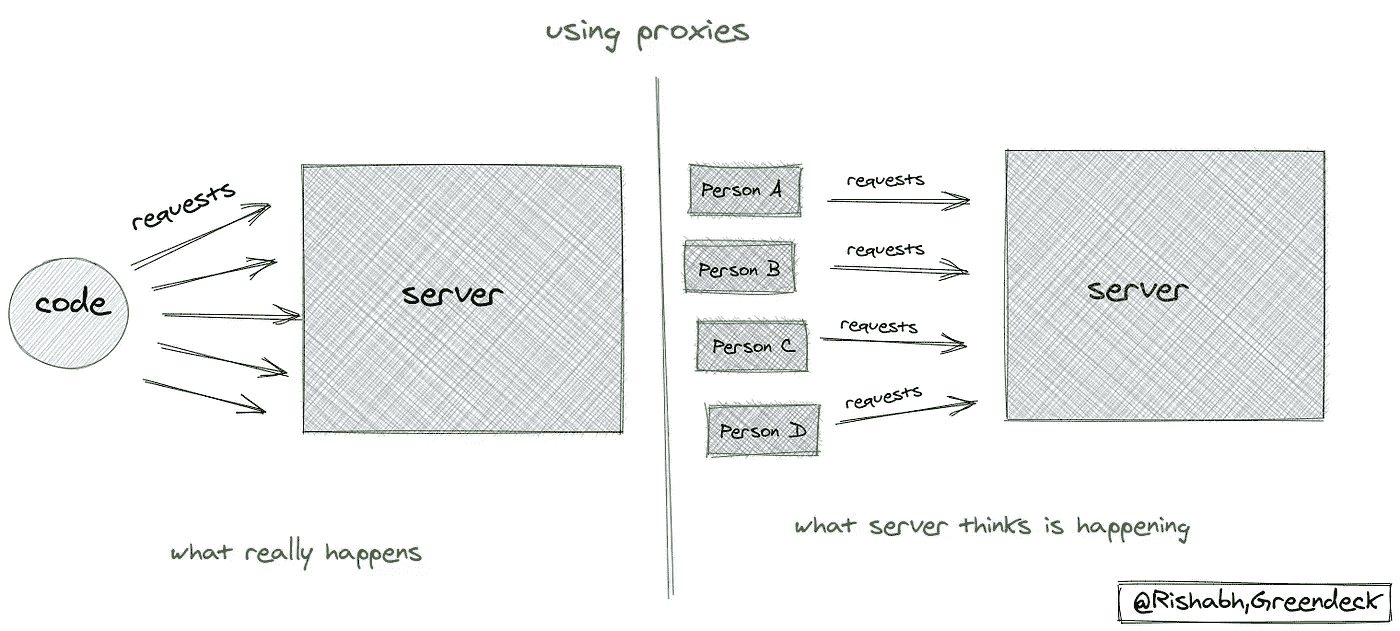 using proxies
requests
code
server
what really happens
Person A
requests
Person B
requests
Person C
requests
Person D
requests
server
what server thinks is happening
@Rishabh,Greendeck